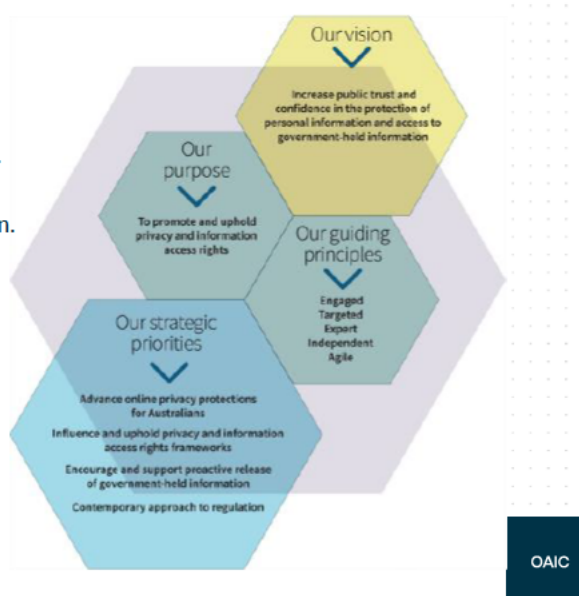 Our vision
Increase public trust and
confidence in the protection of
personal information and access to
government-held information
Our
purpose
To promote and uphold
privacy and information
access rights
Our guiding
principles
Engaged
Targeted
Expert
Independent
Agile
Our strategic
priorities
Advance online privacy protections
for Australians
Influence and uphold privacy and information
access rights frameworks
Encourage and support proactive release
of government-held information
Contemporary approach to regulation
OAIC